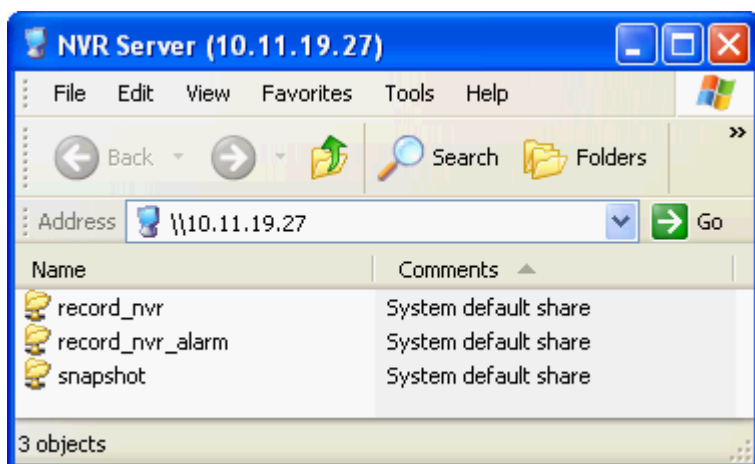 NVR Server (10.11.19.27)
File Edit View Favorites Tools Help
Back Search Folders »
Address \\10.11.19.27 Go
Name Comments
record_nvr System default share
record_nvr_alarm System default share
snapshot System default share
3 objects